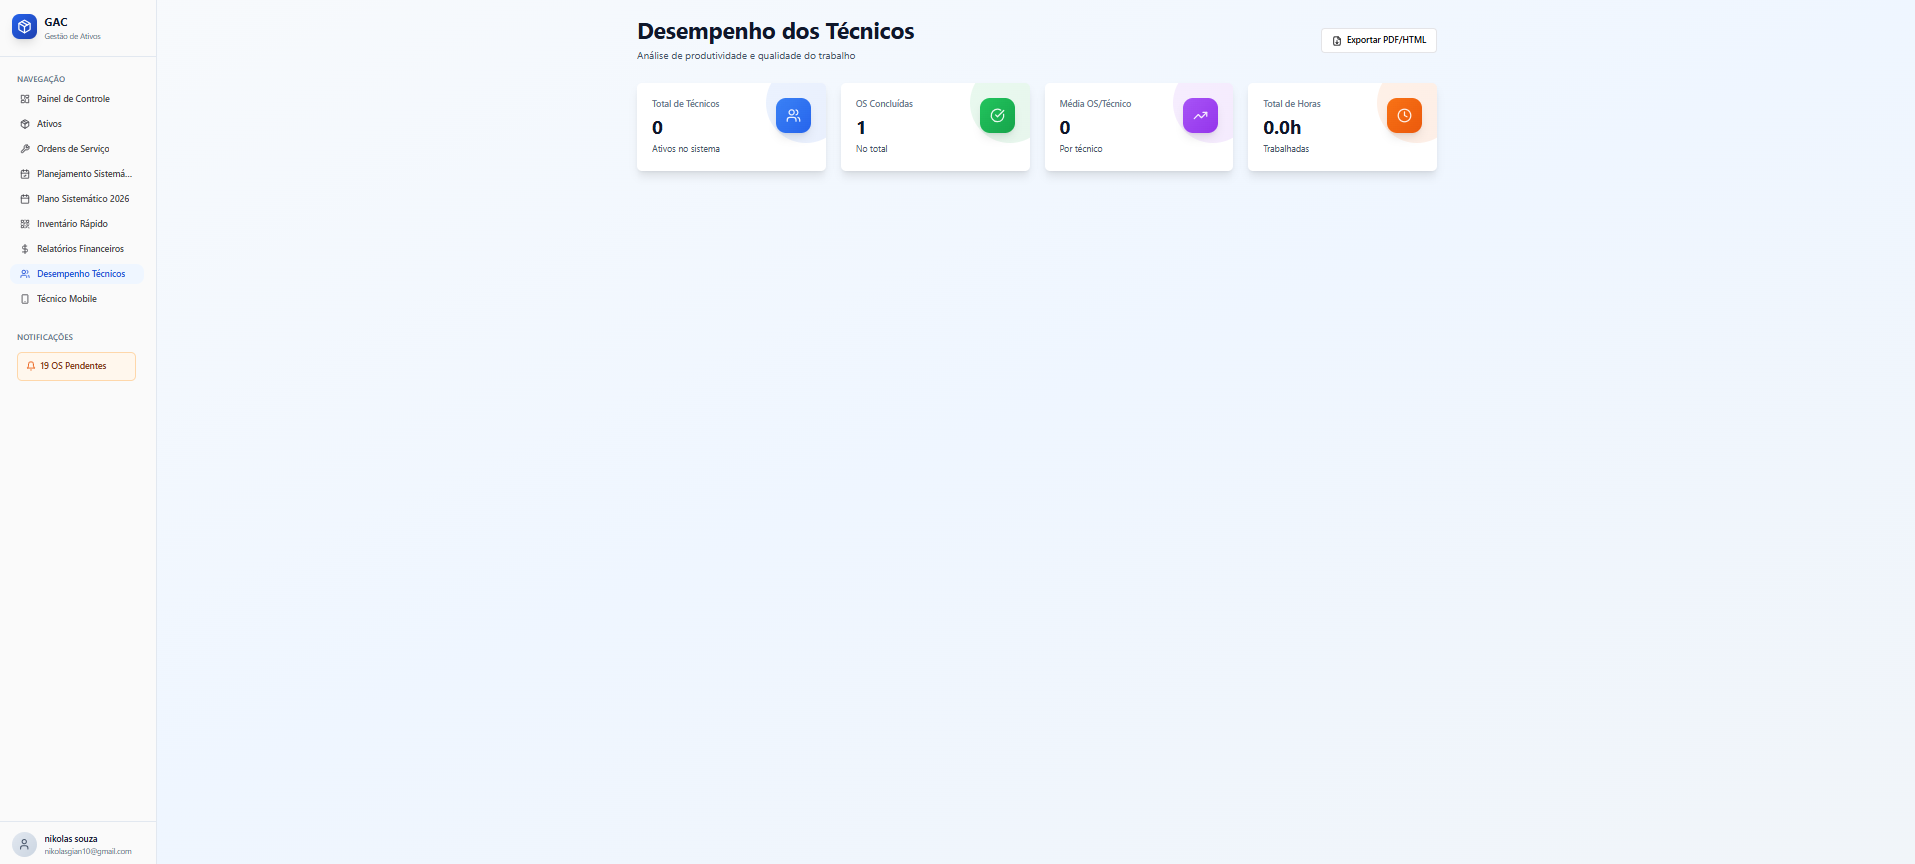 GAC
Gestão de Ativos
NAVEGAÇÃO
Painel de Controle
Ativos
Ordens de Serviço
Planejamento Sistemá...
Plano Sistemático 2026
Inventário Rápido
Relatórios Financeiros
Desempenho Técnicos
Técnico Mobile
NOTIFICAÇÕES
19 OS Pendentes
nikolas souza
nikolasgian10@gmail.com
Desempenho dos Técnicos
Análise de produtividade e qualidade do trabalho
Exportar PDF/HTML
Total de Técnicos
0
Ativos no sistema
OS Concluídas
1
No total
Média OS/Técnico
0
Por técnico
Total de Horas
0.0h
Trabalhadas